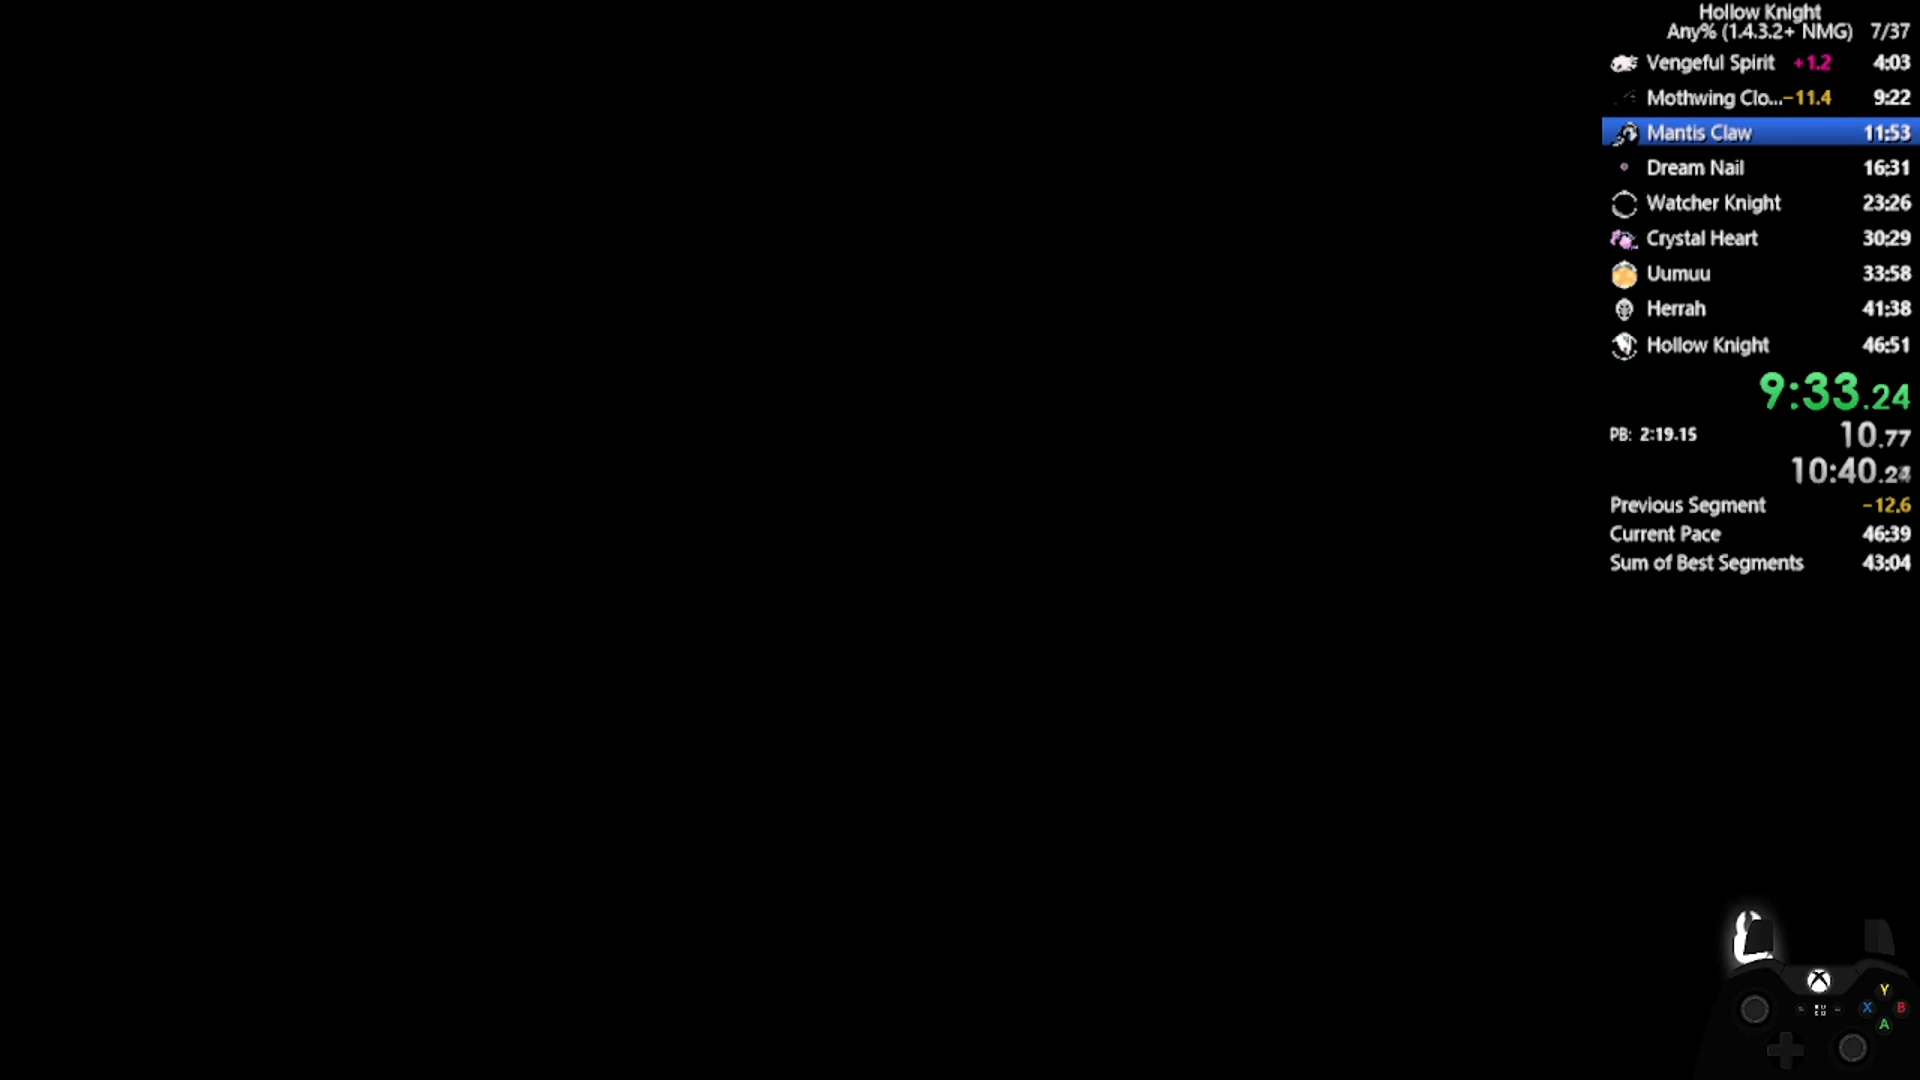 Hollow Knight
Any% (1.4.3.2+ NMG) 7/37
Vengeful Spirit +1.2 4:03
Mothwing Clo... -11.4 9:22
Mantis Claw 11:53
Dream Nail 16:31
Watcher Knight 23:26
Crystal Heart 30:29
Uumuu 33:58
Herrah 41:38
Hollow Knight 46:51
9:33.24
PB: 2:19.15 10.77
10:40.24
Previous Segment -12.6
Current Pace 46:39
Sum of Best Segments 43:04
Y
X B
A